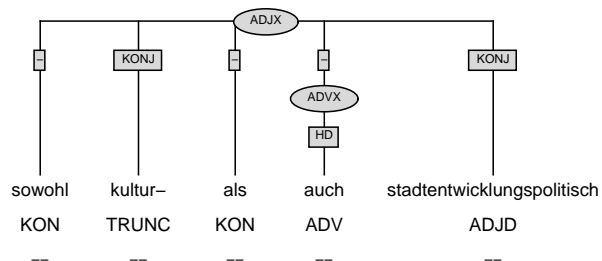 ADJX
– KONJ – – KONJ
ADVX
HD
sowohl kultur– als auch stadtentwicklungspolitisch
KON TRUNC KON ADV ADJD
–– –– –– –– ––